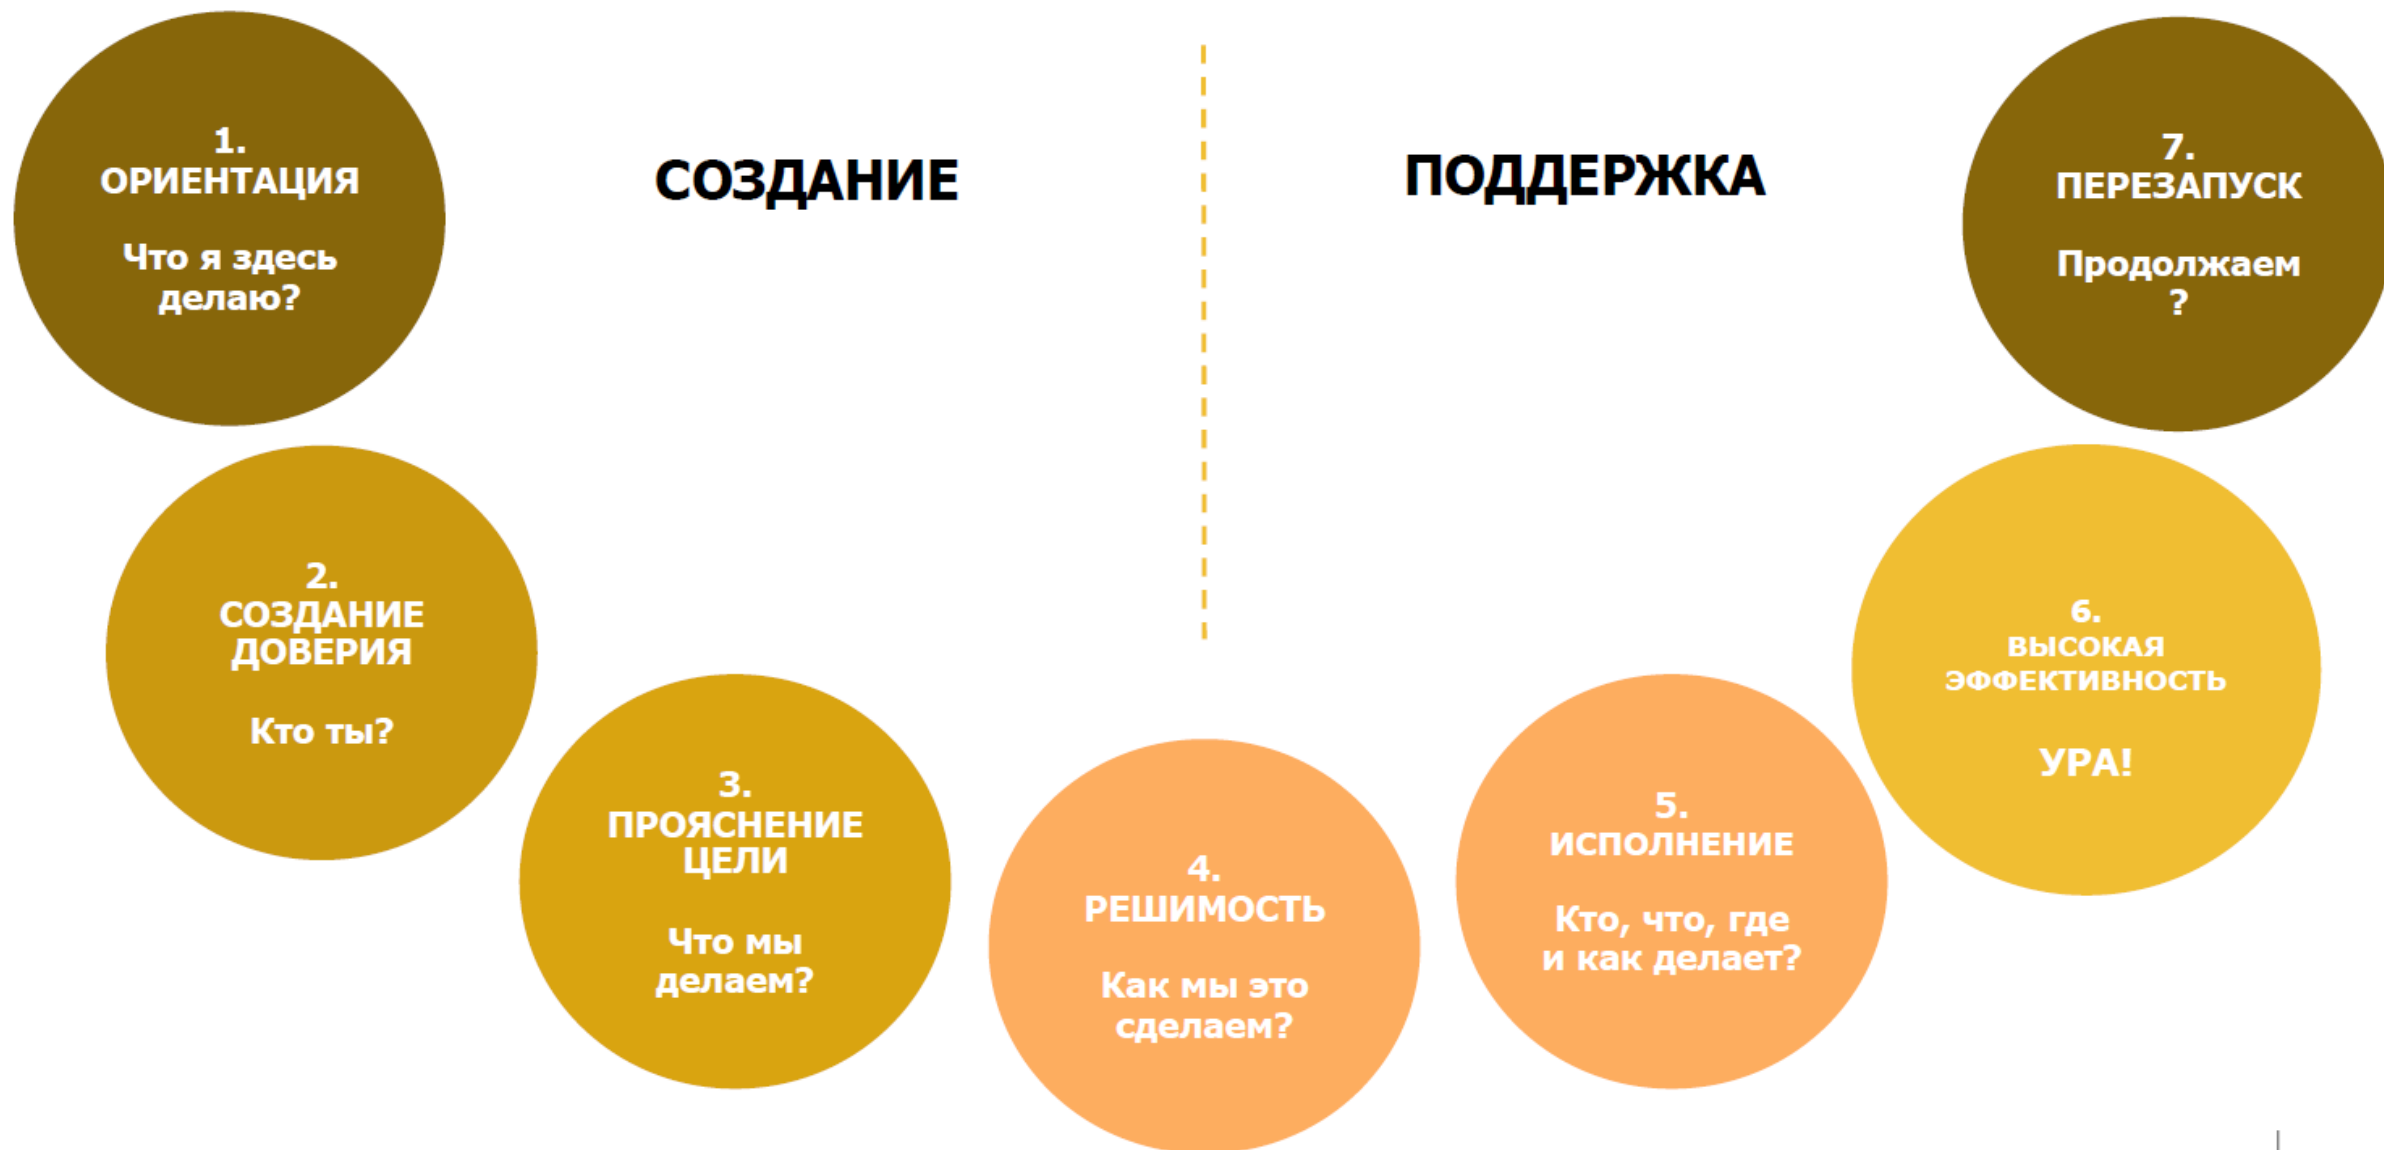 1.
ОРИЕНТАЦИЯ
Что я здесь
делаю?
2.
СОЗДАНИЕ
ДОВЕРИЯ
Кто ты?
3.
ПРОЯСНЕНИЕ
ЦЕЛИ
Что мы
делаем?
СОЗДАНИЕ
4.
РЕШИМОСТЬ
Как мы это
сделаем?
ПОДДЕРЖКА
5.
ИСПОЛНЕНИЕ
Кто, что, где
и как делает?
6.
ВЫСОКАЯ
ЭФФЕКТИВНОСТЬ
УРА!
7.
ПЕРЕЗАПУСК
Продолжаем
?